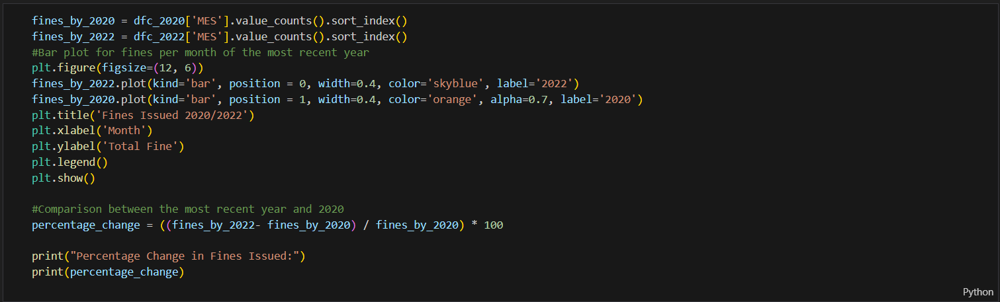 fines_by_2020 = dfc_2020['MES'].value_counts().sort_index()
fines_by_2022 = dfc_2022['MES'].value_counts().sort_index()
#Bar plot for fines per month of the most recent year
plt.figure(figsize=(12, 6))
fines_by_2022.plot(kind='bar', position = 0, width=0.4, color='skyblue', label='2022')
fines_by_2020.plot(kind='bar', position = 1, width=0.4, color='orange', alpha=0.7, label='2020')
plt.title('Fines Issued 2020/2022')
plt.xlabel('Month')
plt.ylabel('Total Fine')
plt.legend()
plt.show()
#Comparison between the most recent year and 2020
percentage_change = ((fines_by_2022- fines_by_2020) / fines_by_2020) * 100
print("Percentage Change in Fines Issued:")
print(percentage_change)
Python